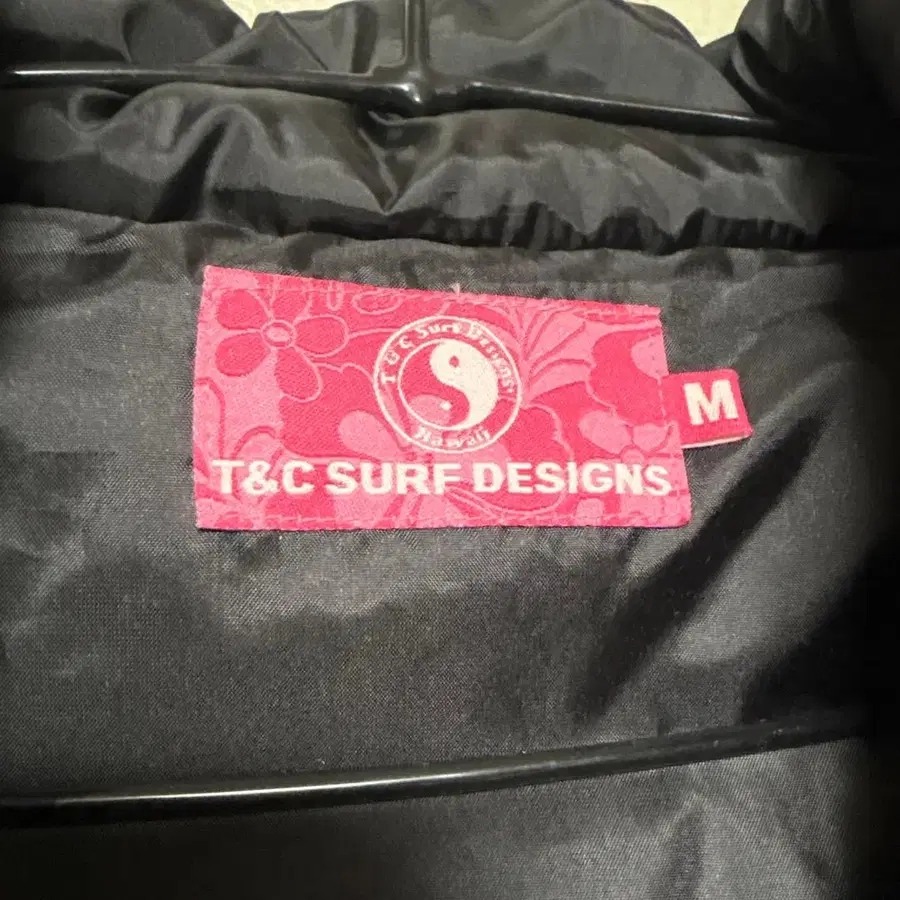 T & C Surf Designs
Hawaii
T&C SURF DESIGNS
M